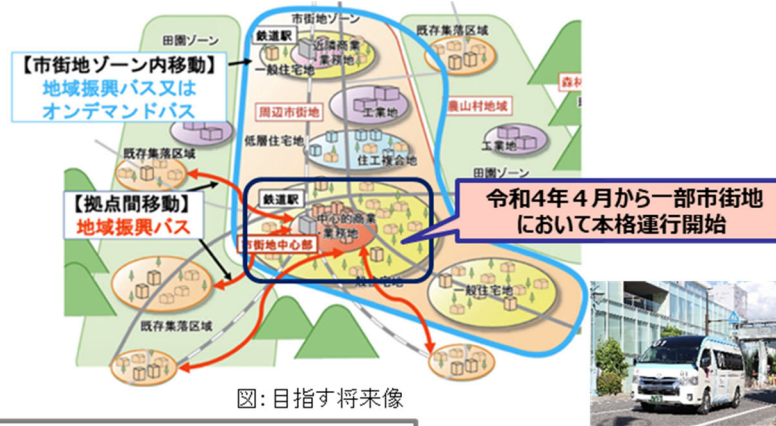 市街地ゾーン
田園ゾーン
鉄道駅
近隣商業
・業務地
既存集落区域
【市街地ゾーン内移動】
地域振興バス又は
オンデマンドバス
一般住宅地
周辺市街地
工業地
農山村地域
低層住宅地
工業地
既存集落区域
住工複合地
田園ゾーン
【拠点間移動】
地域振興バス
鉄道駅
中心的商業
・業務地
市街地中心部
令和4年4月から一部市街地
において本格運行開始
一般住宅地
既存集落区域
図:目指す将来像